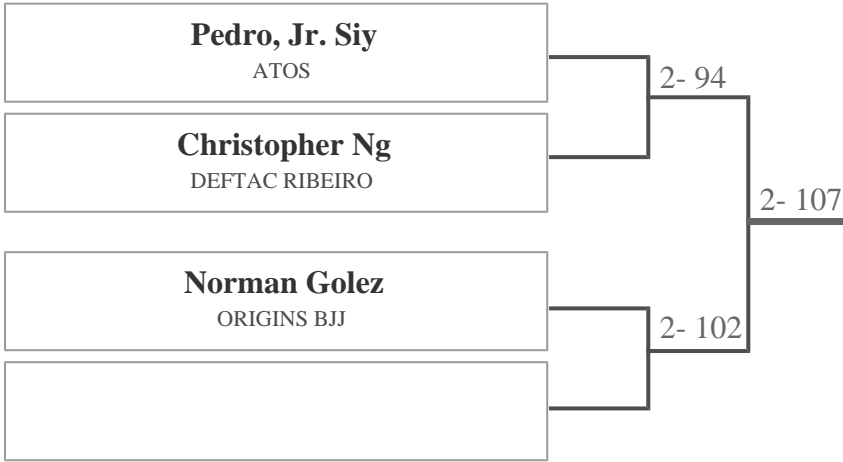 Pedro, Jr. Siy
ATOS
2- 94
Christopher Ng
DEFTAC RIBEIRO
2- 107
Norman Golez
ORIGINS BJJ
2- 102